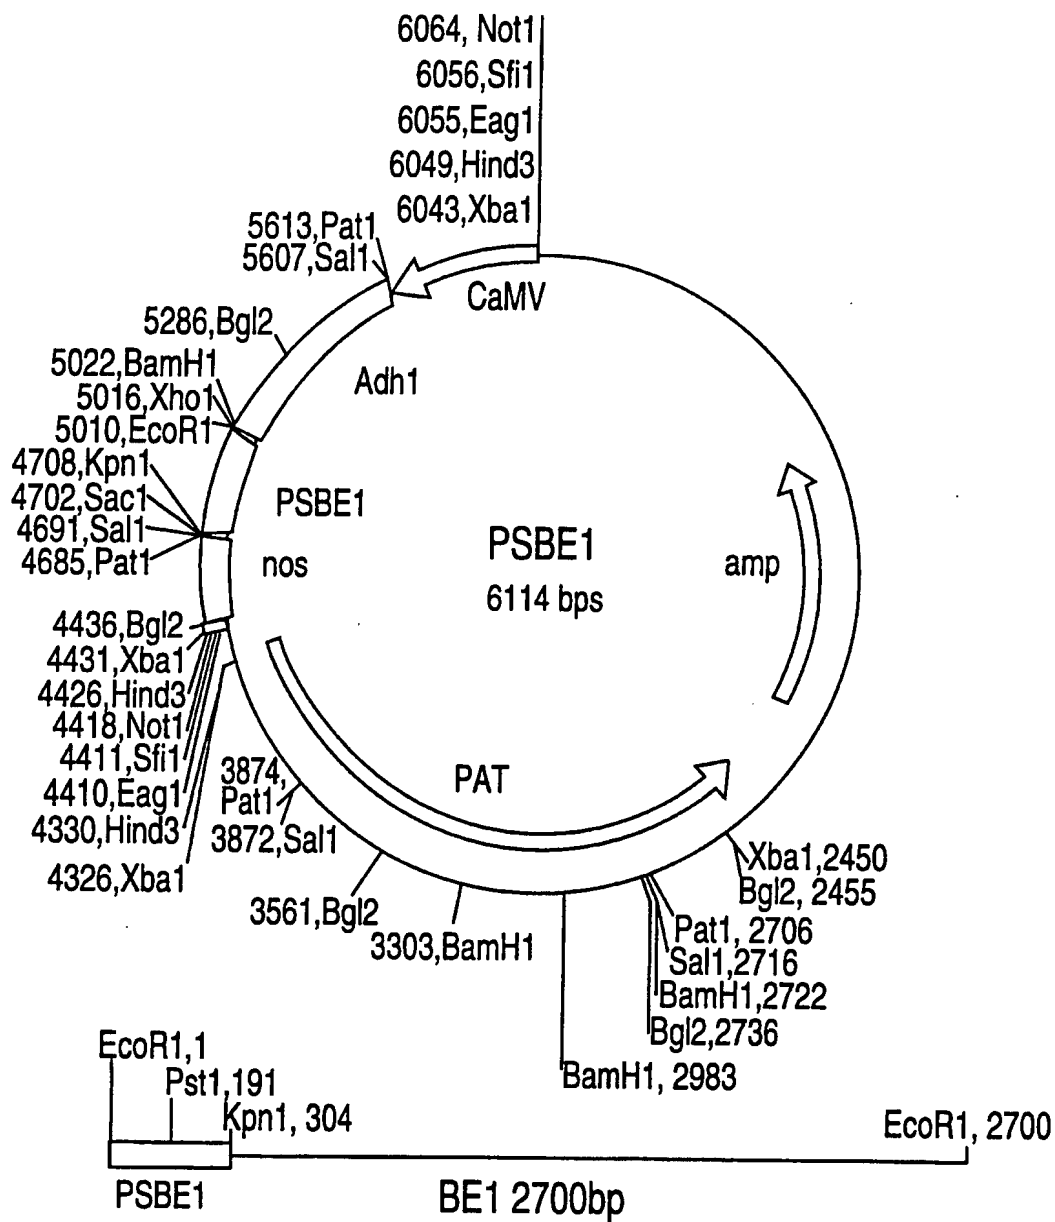 6064, Not1
6056,Sfi1
6055,Eag1
6049,Hind3
6043,Xba1
5613,Pat1
5607,Sal1
CaMV
5286,Bgl2
5022,BamH1
Adh1
5016,Xho1
5010,EcoR1
4708,Kpn1
4702,Sac1
PSBE1
4691,Sal1
PSBE1
4685,Pat1
nos
amp
6114 bps
4436,Bgl2
4431,Xba1
4426,Hind3
4418,Not1
4411,Sfi1
4410,Eag1
4330,Hind3
4326,Xba1
3874,
Pat1
3872,Sal1
PAT
3561,Bgl2
3303,BamH1
Xba1,2450
Bgl2, 2455
Pat1, 2706
Sal1,2716
BamH1,2722
Bgl2,2736
BamH1, 2983
EcoR1,1
Pst1,191
Kpn1, 304
EcoR1, 2700
PSBE1
BE1 2700bp